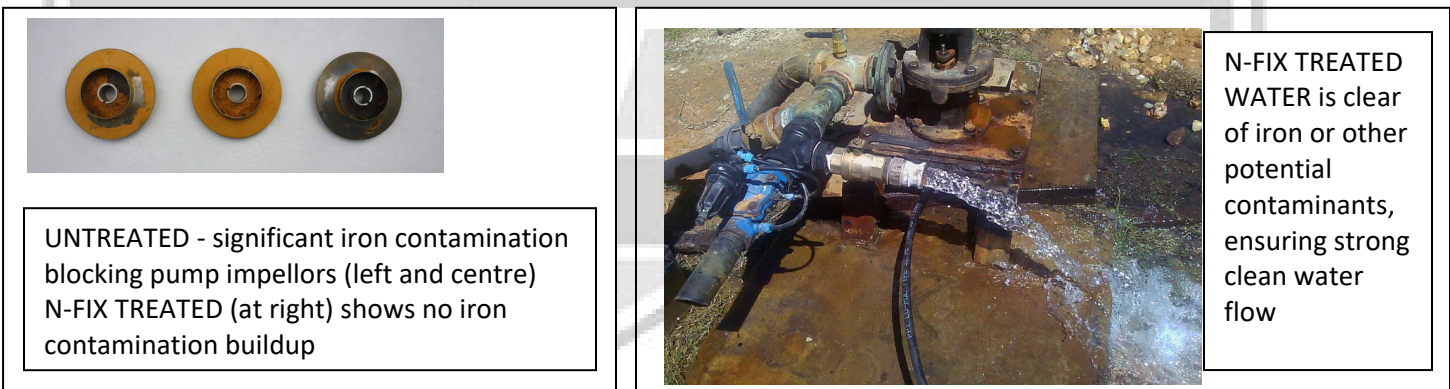 UNTREATED - significant iron contamination
blocking pump impellors (left and centre)
N-FIX TREATED (at right) shows no iron
contamination buildup
N-FIX TREATED
WATER is clear
of iron or other
potential
contaminants,
ensuring strong
clean water
flow